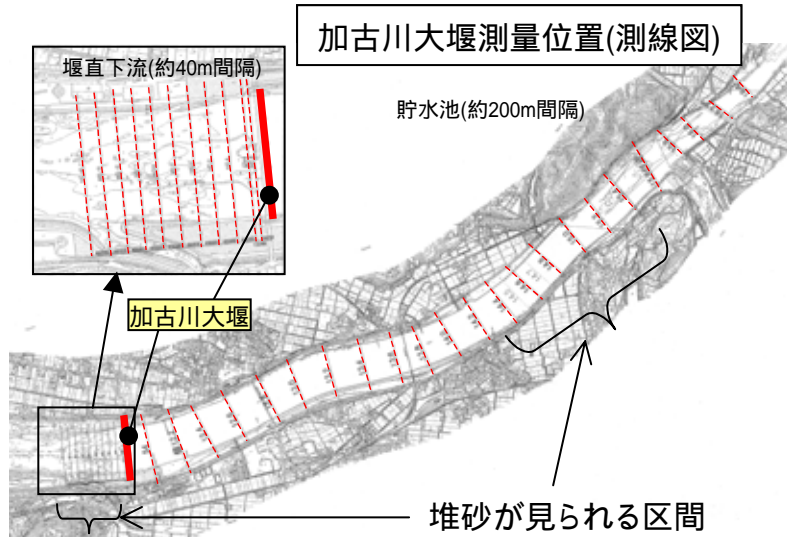 加古川大堰測量位置(測線図)
堰直下流(約40m間隔)
貯水池(約200m間隔)
加古川大堰
堆砂が見られる区間